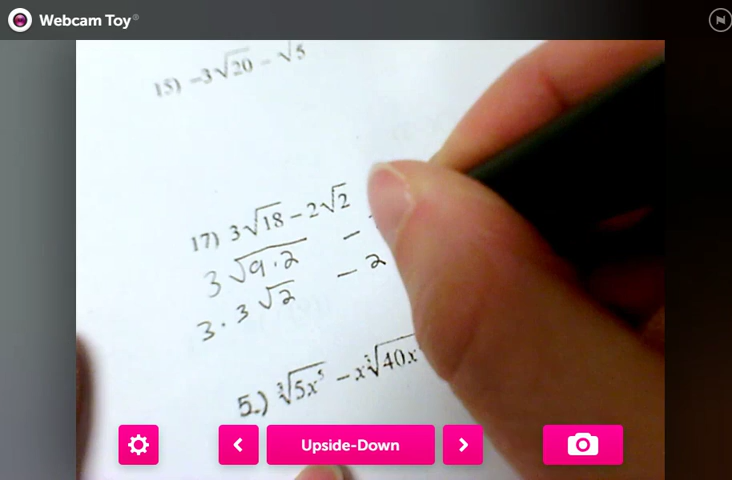 Webcam Toy
15) -3√20 - √5
17) 3√18 - 2√2
3√9·2 -
3·3√2 - 2
5.) ∛5x⁵ - x∛40x
Upside-Down